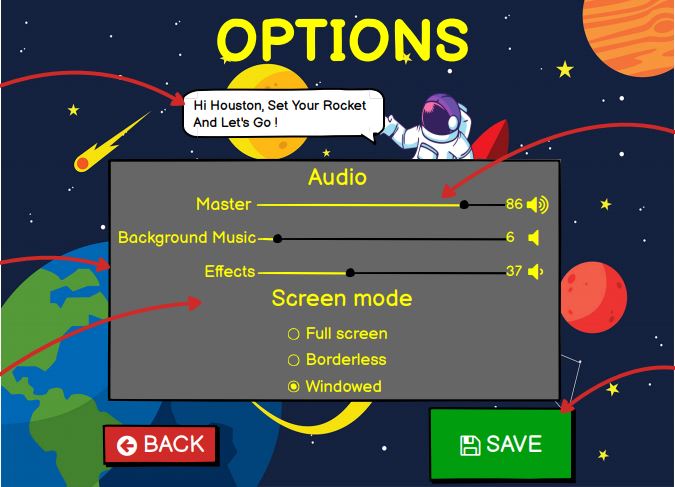 OPTIONS
Hi Houston, Set Your Rocket
And Let's Go !
Audio
Master 86
Background Music 6
Effects 37
Screen mode
Full screen
Borderless
Windowed
BACK
SAVE